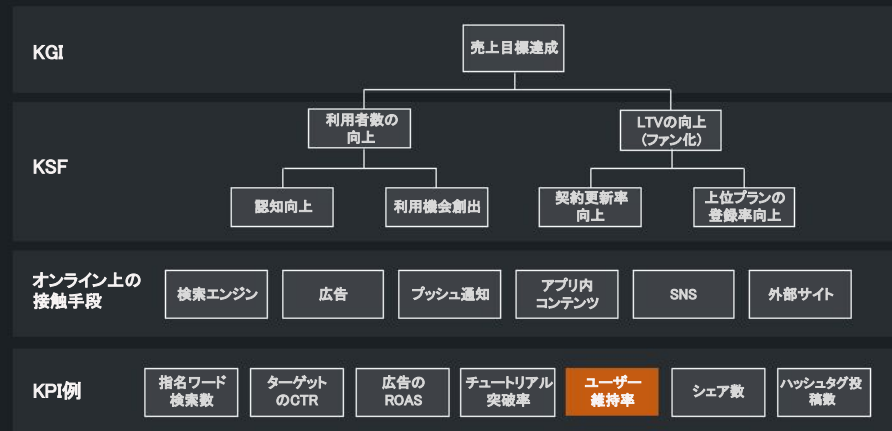 KGI
売上目標達成
利用者数の
向上
LTVの向上
(ファン化)
KSF
認知向上
利用機会創出
契約更新率
向上
上位プランの
登録率向上
オンライン上の
接触手段
検索エンジン
広告
プッシュ通知
アプリ内
コンテンツ
SNS
外部サイト
KPI例
指名ワード
検索数
ターゲット
のCTR
広告の
ROAS
チュートリアル
突破率
ユーザー
維持率
シェア数
ハッシュタグ投
稿数